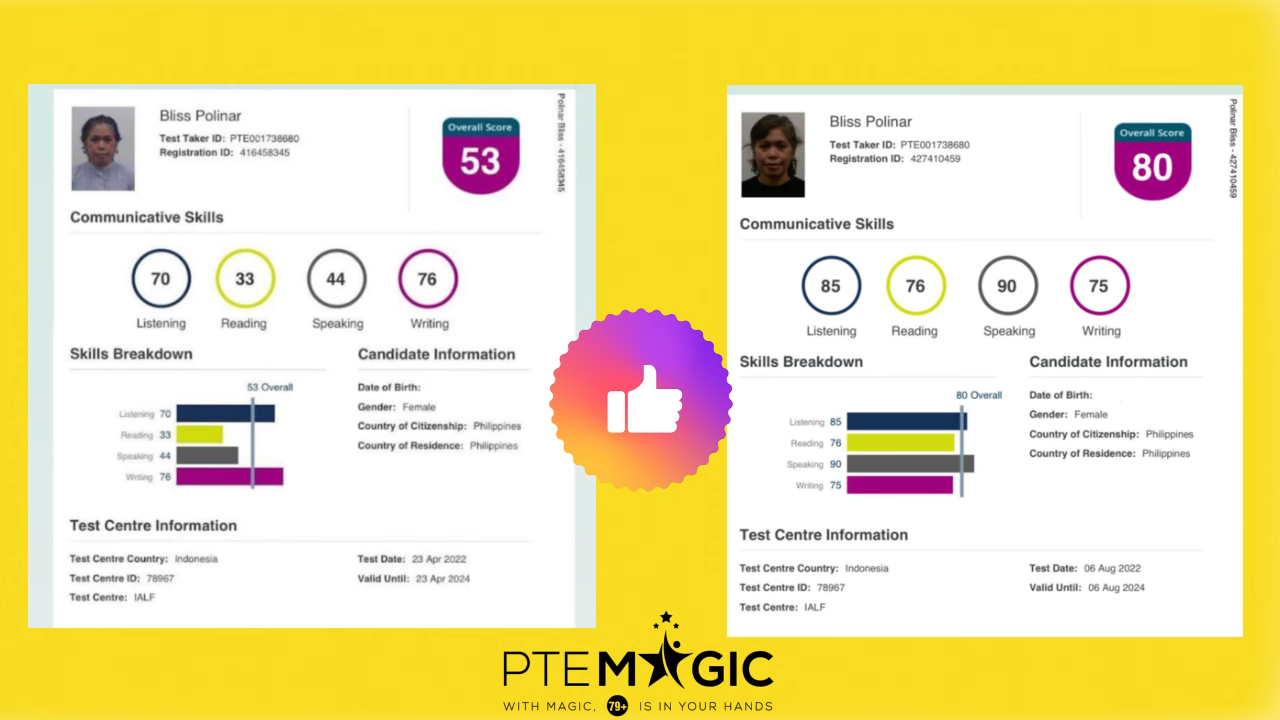 Bliss Polinar
Test Taker ID: PTE001738680
Registration ID: 416458345
Overall Score
53
Polinar Bliss - 416458345
Communicative Skills
70
33
44
76
Listening
Reading
Speaking
Writing
Skills Breakdown
53 Overall
Listening 70
Reading 33
Speaking 44
Writing 76
Candidate Information
Date of Birth:
Gender: Female
Country of Citizenship: Philippines
Country of Residence: Philippines
Test Centre Information
Test Centre Country: Indonesia
Test Centre ID: 78967
Test Centre: IALF
Test Date: 23 Apr 2022
Valid Until: 23 Apr 2024
Bliss Polinar
Test Taker ID: PTE001738680
Registration ID: 427410459
Overall Score
80
Polinar Bliss - 427410459
Communicative Skills
85
76
90
75
Listening
Reading
Speaking
Writing
Skills Breakdown
80 Overall
Listening 85
Reading 76
Speaking 90
Writing 75
Candidate Information
Date of Birth:
Gender: Female
Country of Citizenship: Philippines
Country of Residence: Philippines
Test Centre Information
Test Centre Country: Indonesia
Test Centre ID: 78967
Test Centre: IALF
Test Date: 06 Aug 2022
Valid Until: 06 Aug 2024
PTEMAGIC
WITH MAGIC, 79+ IS IN YOUR HANDS